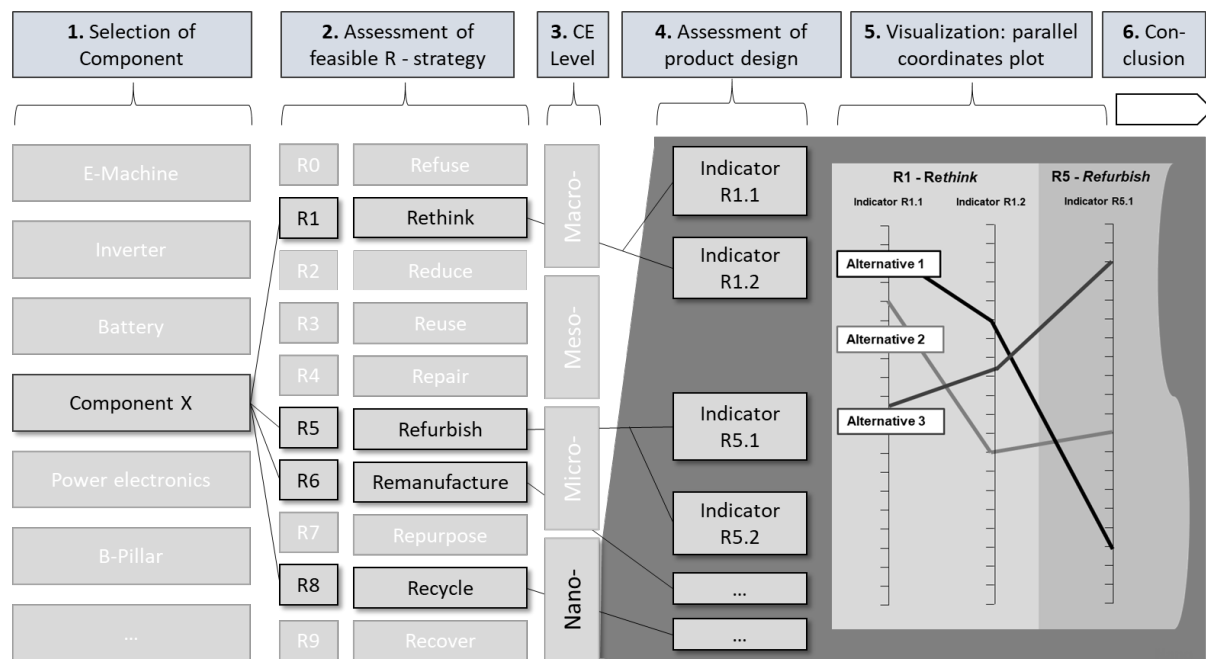 1. Selection of
Component
2. Assessment of
feasible R - strategy
3. CE
Level
4. Assessment of
product design
5. Visualization: parallel
coordinates plot
6. Con-
clusion
E-Machine
Inverter
Battery
Component X
Power electronics
B-Pillar
...
R0 Refuse
R1 Rethink
R2 Reduce
R3 Reuse
R4 Repair
R5 Refurbish
R6 Remanufacture
R7 Repurpose
R8 Recycle
R9 Recover
Macro-
Meso-
Micro-
Nano-
Indicator
R1.1
Indicator
R1.2
Indicator
R5.1
Indicator
R5.2
...
...
R1 - Rethink
R5 - Refurbish
Indicator R1.1
Indicator R1.2
Indicator R5.1
Alternative 1
Alternative 2
Alternative 3